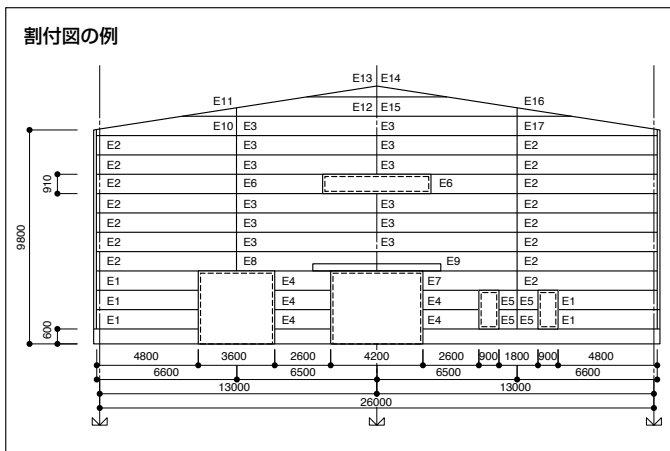 割付図の例
E13 E14
E11 E12 E15 E16
E10 E3 E3 E17
E2 E3 E3 E2
E2 E3 E3 E2
910 E2 E6 E6 E2
E2 E3 E3 E2
9800 E2 E3 E3 E2
E2 E3 E3 E2
E2 E8 E9 E2
E1 E4 E7 E2
E1 E4 E4 E5 E5 E1
600 E1 E4 E4 E5 E5 E1
4800 3600 2600 4200 2600 900 1800 900 4800
6600 6500 6500 6600
13000 13000
26000